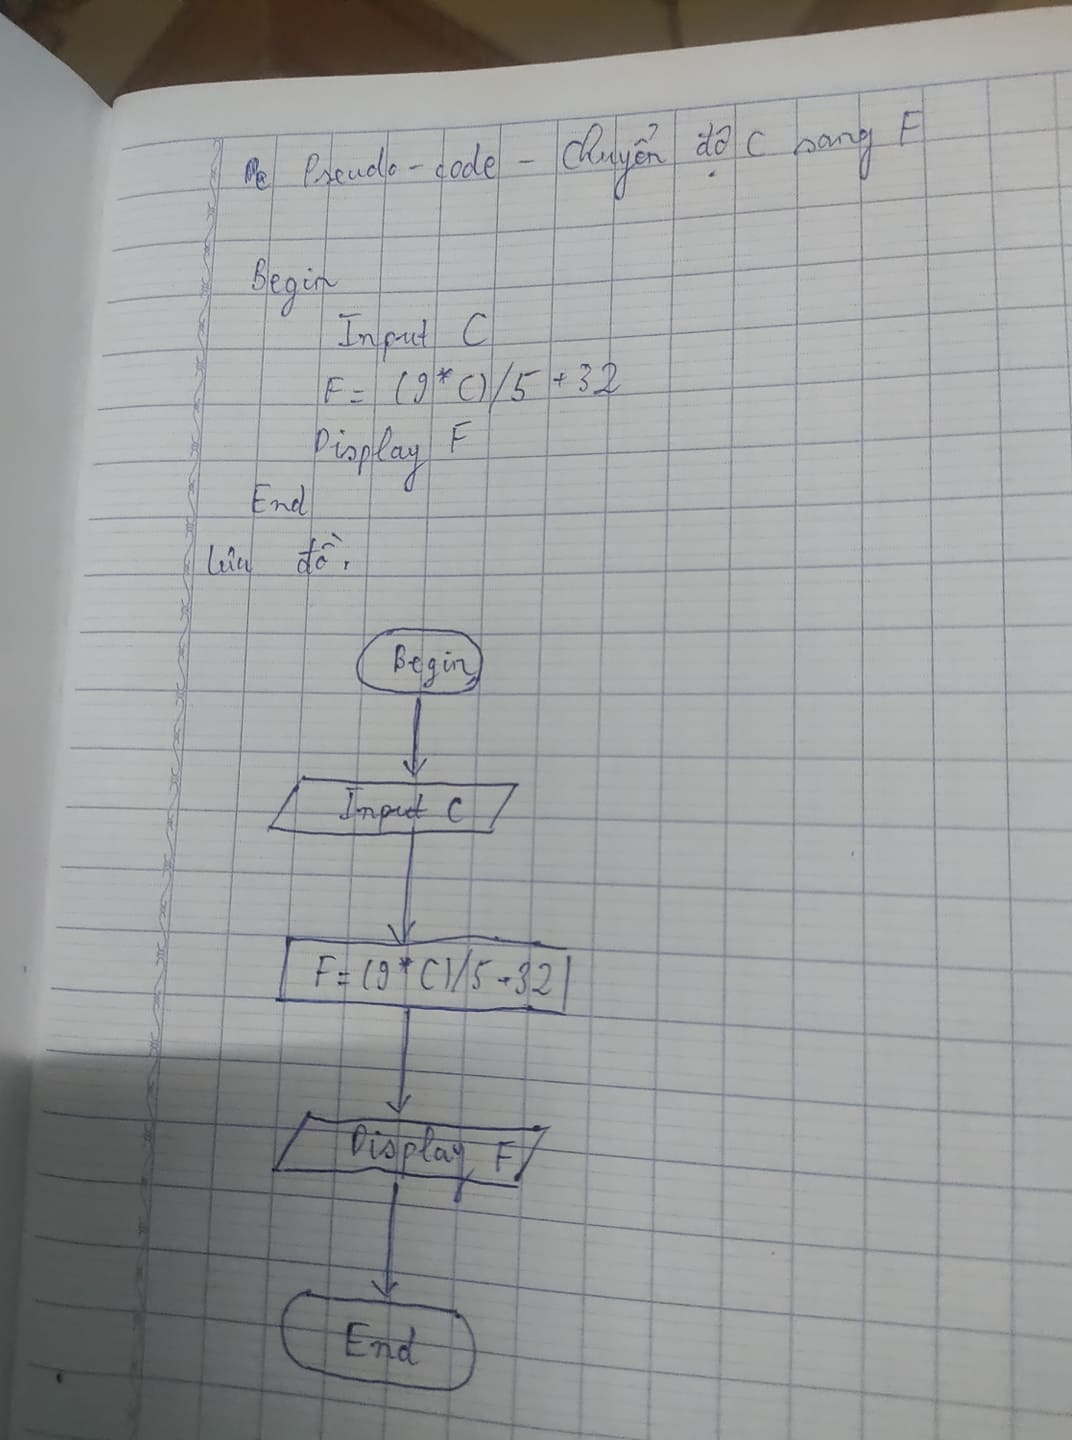 Pseudo-code - Chuyển độ C sang F
Begin
Input C
F = (9*C)/5 + 32
Display F
End
Lưu đồ.
Begin
Input C
F = (9*C)/5 + 32
Display F
End